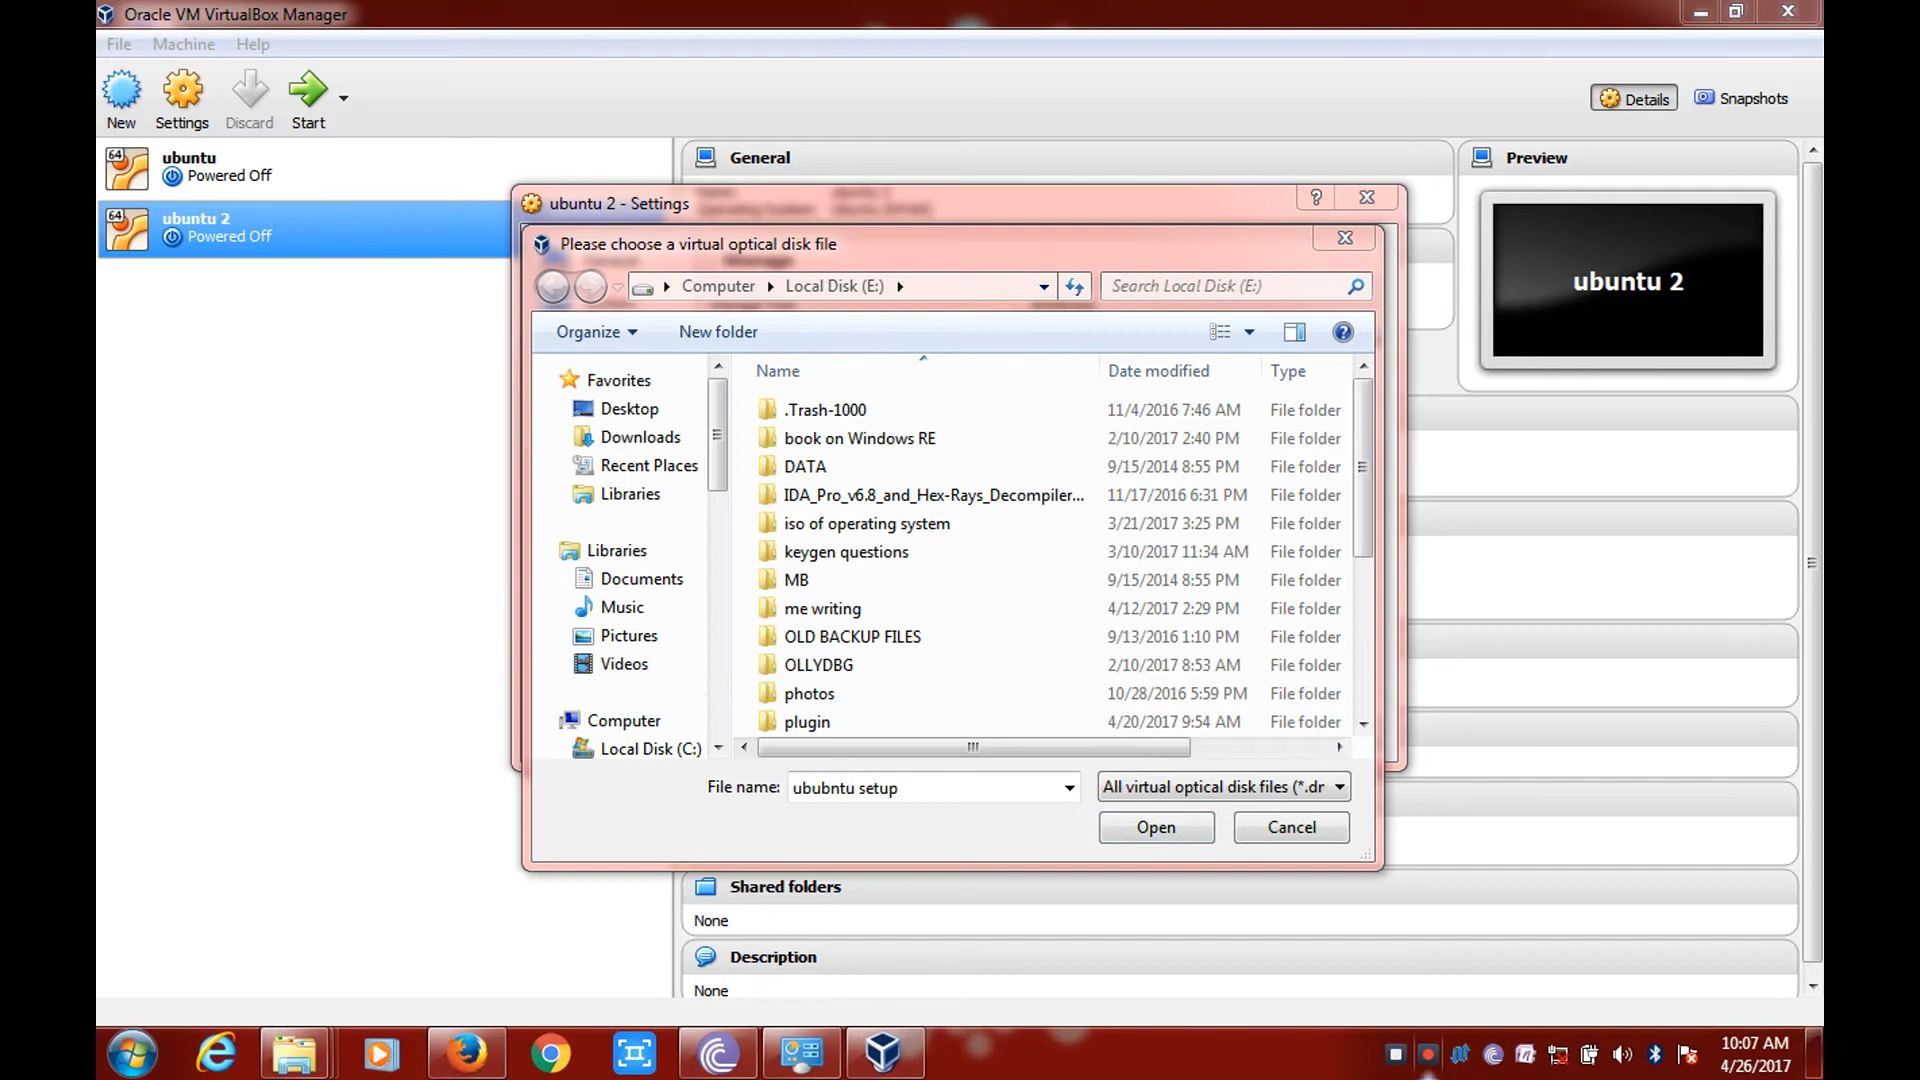 Oracle VM VirtualBox Manager
File Machine Help
New Settings Discard Start
Details Snapshots
64 ubuntu
Powered Off
64 ubuntu 2
Powered Off
General
Preview
ubuntu 2
ubuntu 2 - Settings
Please choose a virtual optical disk file
Computer Local Disk (E:)
Search Local Disk (E:)
Organize New folder
Favorites
Desktop
Downloads
Recent Places
Libraries
Libraries
Documents
Music
Pictures
Videos
Computer
Local Disk (C:)
Name Date modified Type
.Trash-1000 11/4/2016 7:46 AM File folder
book on Windows RE 2/10/2017 2:40 PM File folder
DATA 9/15/2014 8:55 PM File folder
IDA_Pro_v6.8_and_Hex-Rays_Decompiler... 11/17/2016 6:31 PM File folder
iso of operating system 3/21/2017 3:25 PM File folder
keygen questions 3/10/2017 11:34 AM File folder
MB 9/15/2014 8:55 PM File folder
me writing 4/12/2017 2:29 PM File folder
OLD BACKUP FILES 9/13/2016 1:10 PM File folder
OLLYDBG 2/10/2017 8:53 AM File folder
photos 10/28/2016 5:59 PM File folder
plugin 4/20/2017 9:54 AM File folder
File name: ububntu setup
All virtual optical disk files (*.dr
Open Cancel
Shared folders
None
Description
None
10:07 AM
4/26/2017